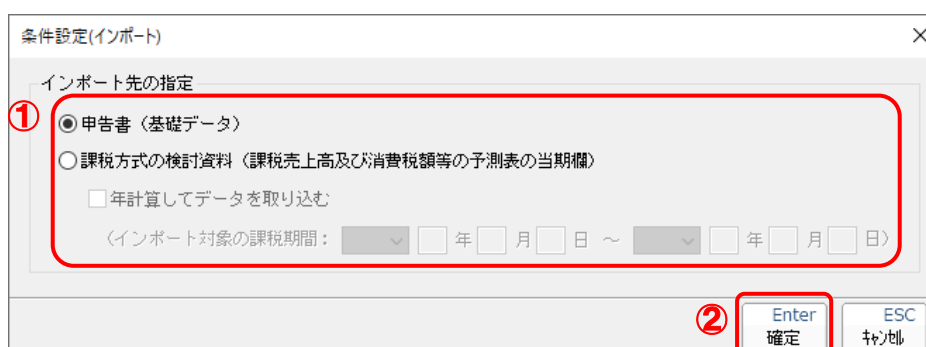 条件設定(インポート)
インポート先の指定
①
申告書（基礎データ）
課税方式の検討資料（課税売上高及び消費税額等の予測表の当期欄）
年計算してデータを取り込む
（インポート対象の課税期間： 年 月 日 ～ 年 月 日）
②
Enter
確定
ESC
ｷｬﾝｾﾙ